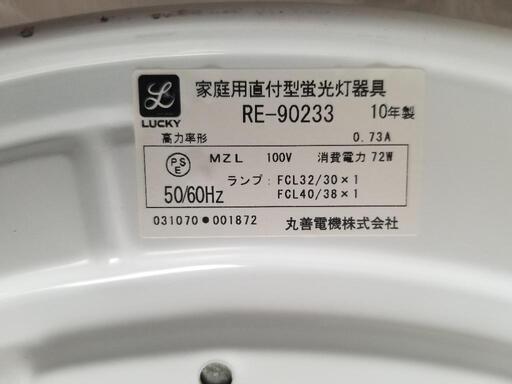 家庭用直付型蛍光灯器具
LUCKY
RE-90233 10年製
高力率形 0.73A
PSE
MZL 100V 消費電力 72W
50/60Hz
ランプ:FCL32/30×1
FCL40/38×1
031070●001872 丸善電機株式会社